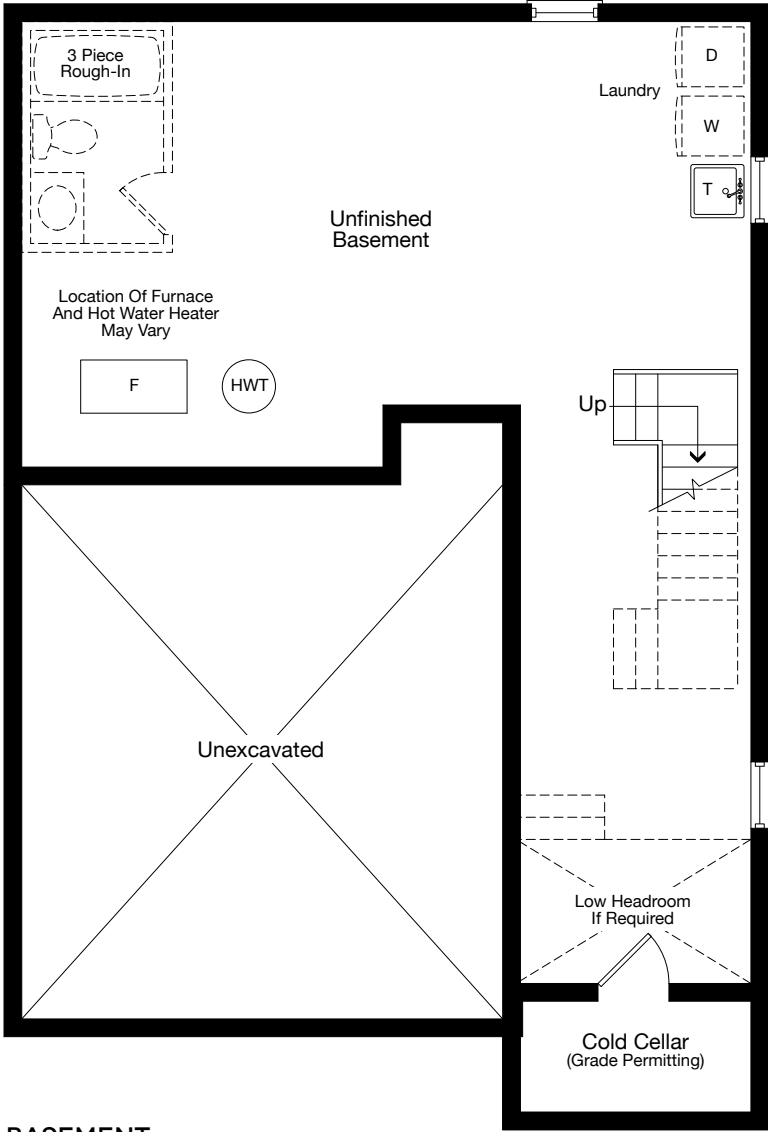 3 Piece
Rough-In
D
Laundry
W
T
Unfinished
Basement
Location Of Furnace
And Hot Water Heater
May Vary
F
HWT
Up
Unexcavated
Low Headroom
If Required
Cold Cellar
(Grade Permitting)
BASEMENT